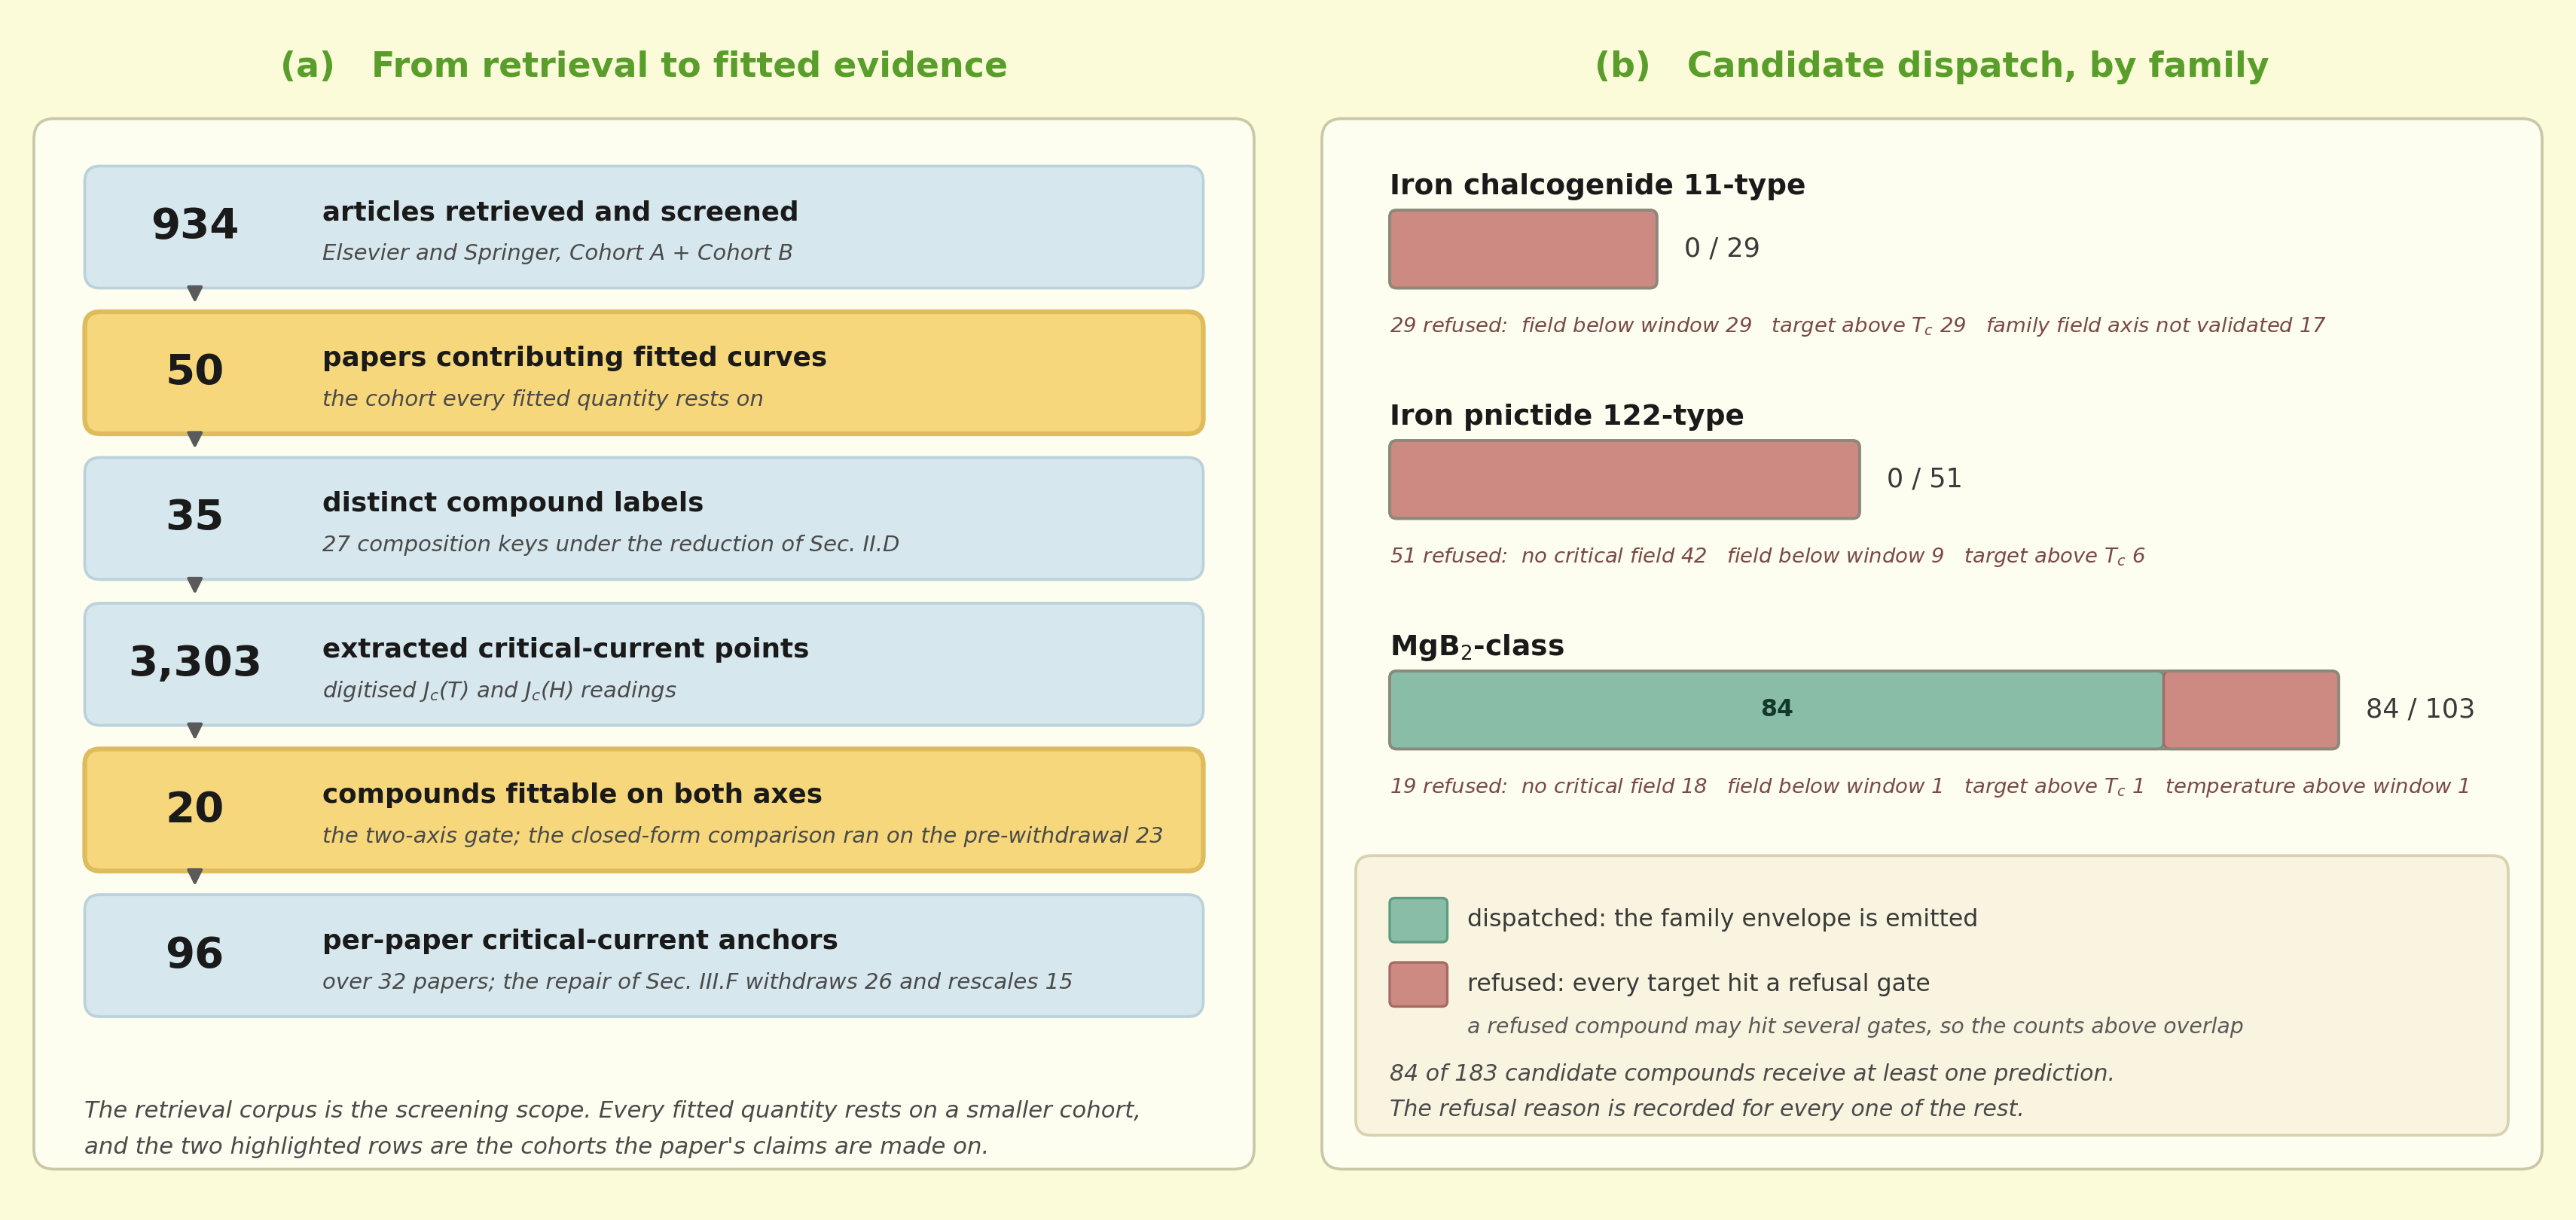 (a) From retrieval to fitted evidence
934
articles retrieved and screened
Elsevier and Springer, Cohort A + Cohort B
50
papers contributing fitted curves
the cohort every fitted quantity rests on
35
distinct compound labels
27 composition keys under the reduction of Sec. II.D
3,303
extracted critical-current points
digitised Jc(T) and Jc(H) readings
20
compounds fittable on both axes
the two-axis gate; the closed-form comparison ran on the pre-withdrawal 23
96
per-paper critical-current anchors
over 32 papers; the repair of Sec. III.F withdraws 26 and rescales 15
The retrieval corpus is the screening scope. Every fitted quantity rests on a smaller cohort,
and the two highlighted rows are the cohorts the paper's claims are made on.
(b) Candidate dispatch, by family
Iron chalcogenide 11-type
0 / 29
29 refused: field below window 29 target above Tc 29 family field axis not validated 17
Iron pnictide 122-type
0 / 51
51 refused: no critical field 42 field below window 9 target above Tc 6
MgB2-class
84
84 / 103
19 refused: no critical field 18 field below window 1 target above Tc 1 temperature above window 1
dispatched: the family envelope is emitted
refused: every target hit a refusal gate
a refused compound may hit several gates, so the counts above overlap
84 of 183 candidate compounds receive at least one prediction.
The refusal reason is recorded for every one of the rest.